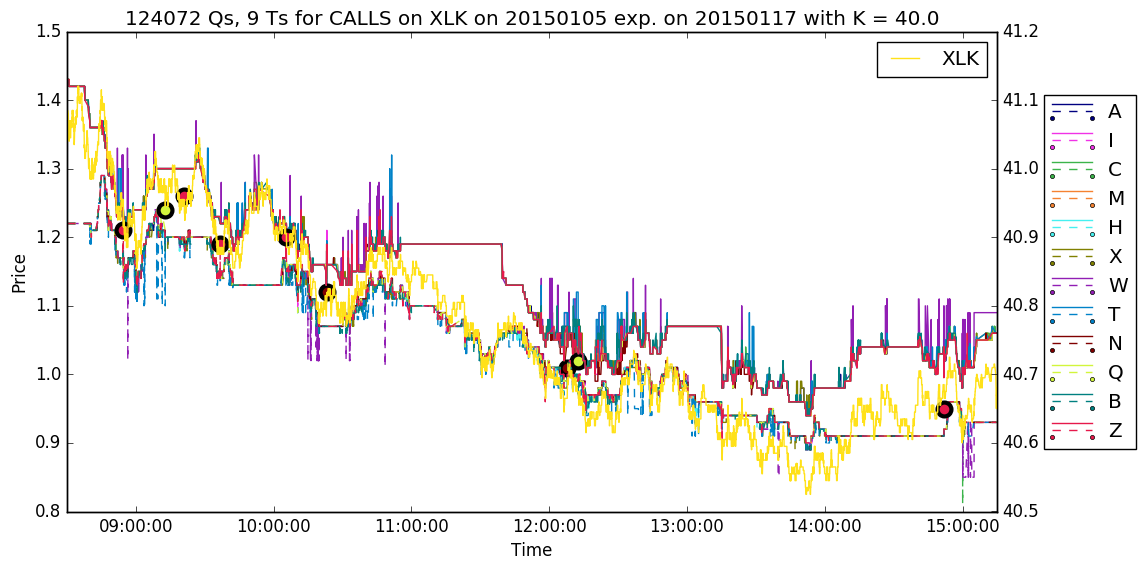 124072 Qs, 9 Ts for CALLS on XLK on 20150105 exp. on 20150117 with K = 40.0
1.5
1.4
1.3
1.2
1.1
1.0
0.9
0.8
Price
09:00:00 10:00:00 11:00:00 12:00:00 13:00:00 14:00:00 15:00:00
Time
41.2
41.1
41.0
40.9
40.8
40.7
40.6
40.5
XLK
A
I
C
M
H
X
W
T
N
Q
B
Z